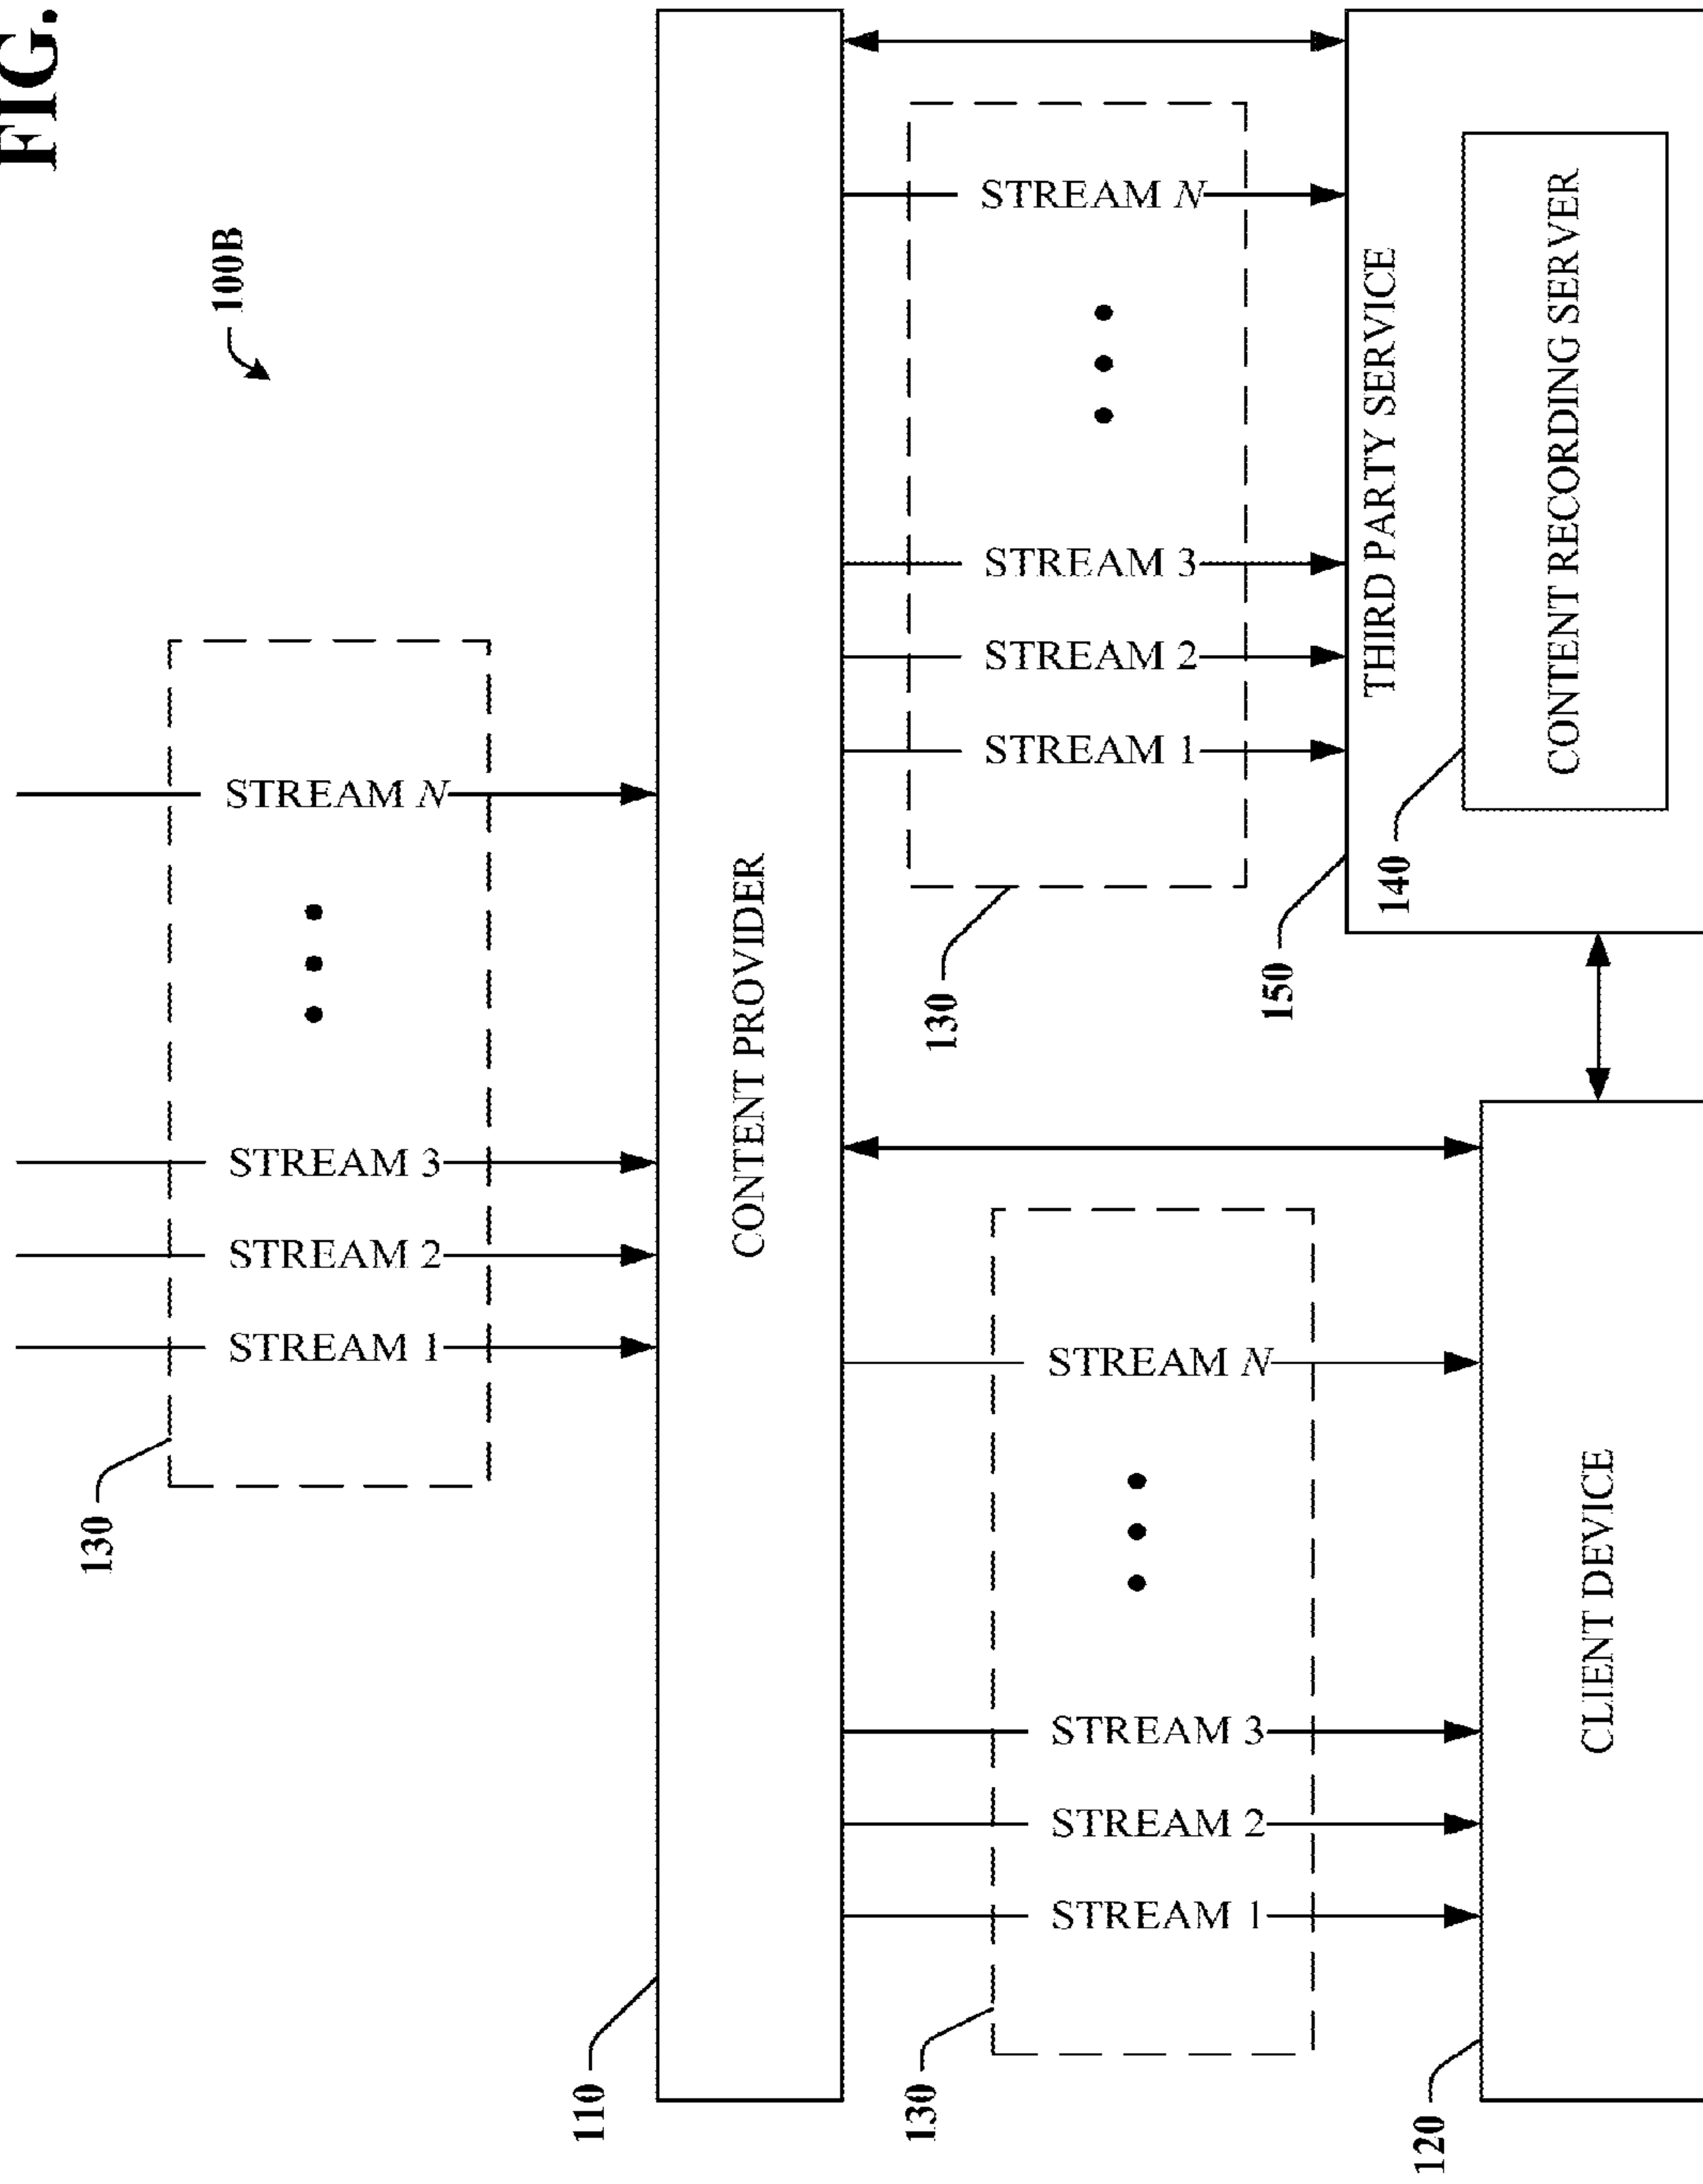 FIG.
100B
130
STREAM 1
STREAM 2
STREAM 3
STREAM N
110
CONTENT PROVIDER
130
STREAM 1
STREAM 2
STREAM 3
STREAM N
130
STREAM 1
STREAM 2
STREAM 3
STREAM N
120
CLIENT DEVICE
150
THIRD PARTY SERVICE
140
CONTENT RECORDING SERVER